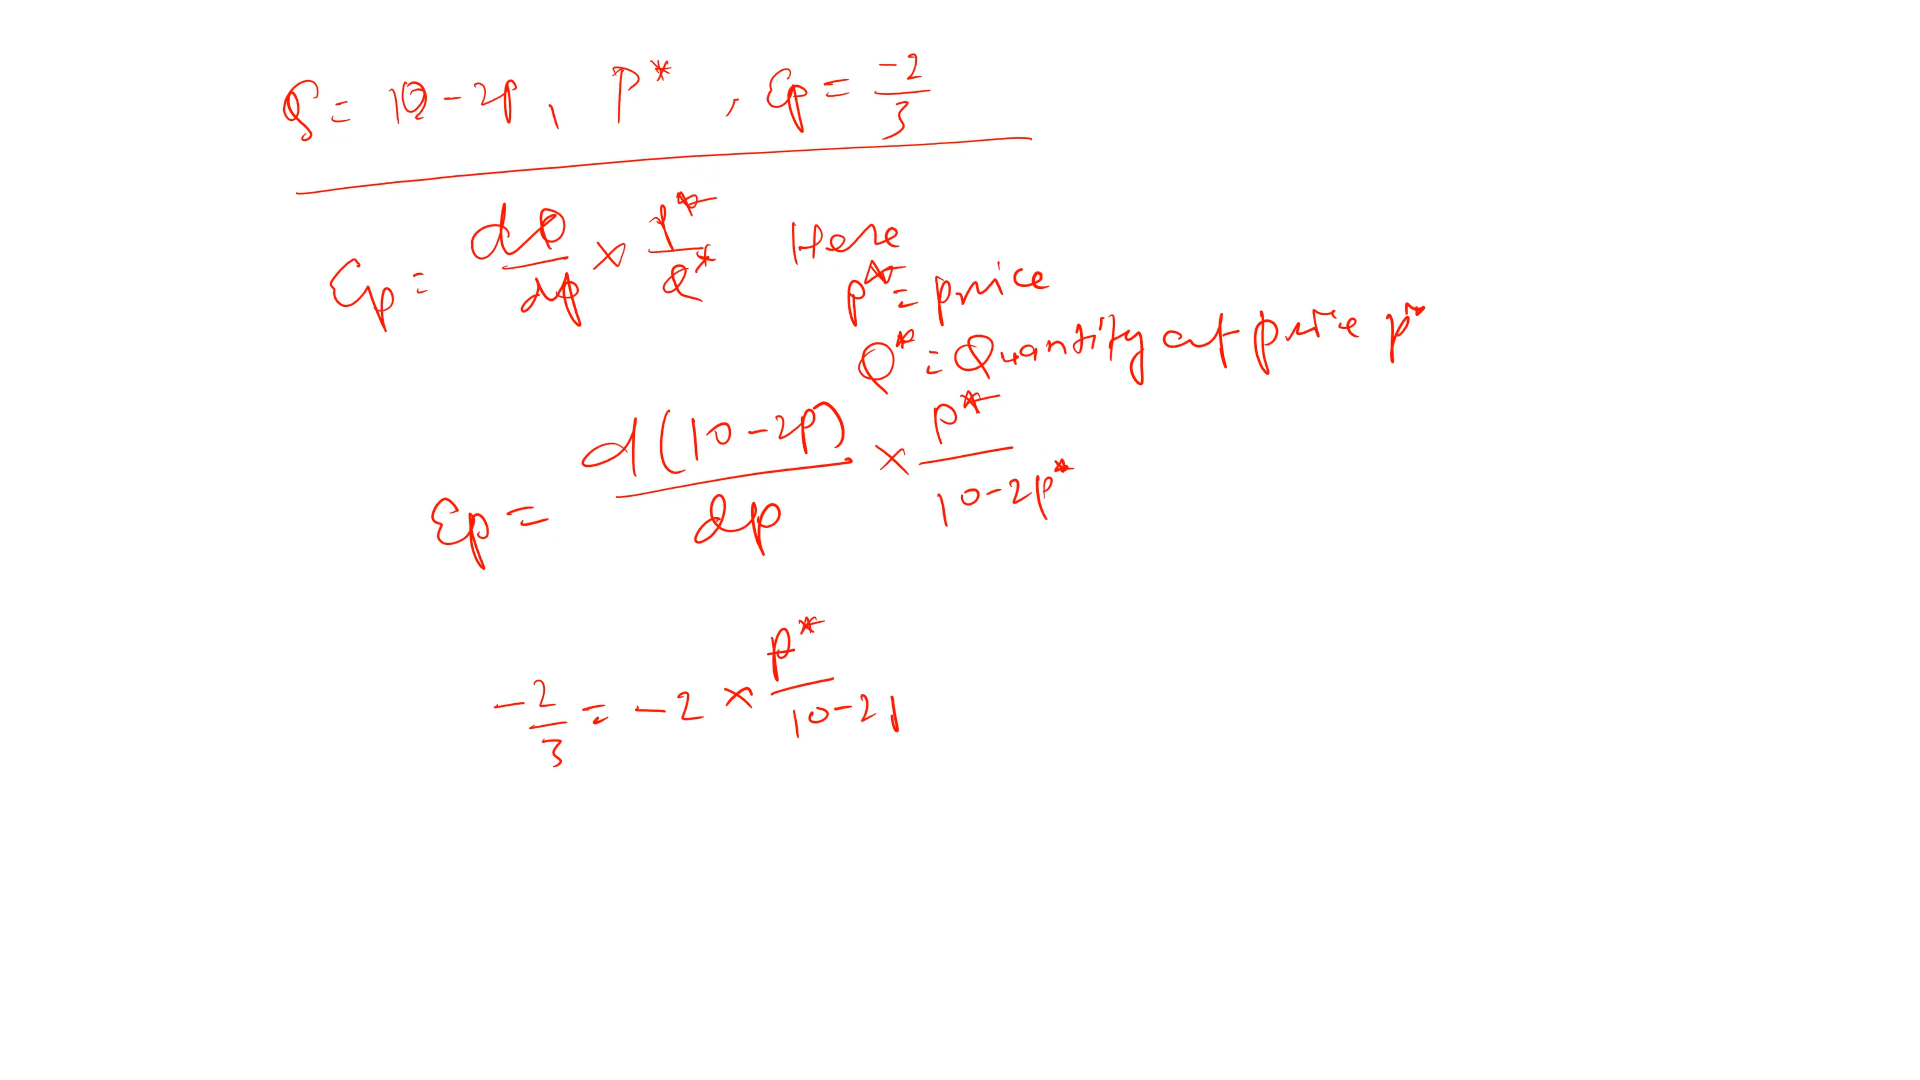 Q = 10 - 2P, P*, Ep = -2/3
Ep = dQ/dp × P*/Q* Here
P* = price
Q* = Quantity at price P*
Ep = d(10-2P)/dp × P*/10-2P*
-2/3 = -2 × P*/10-2P